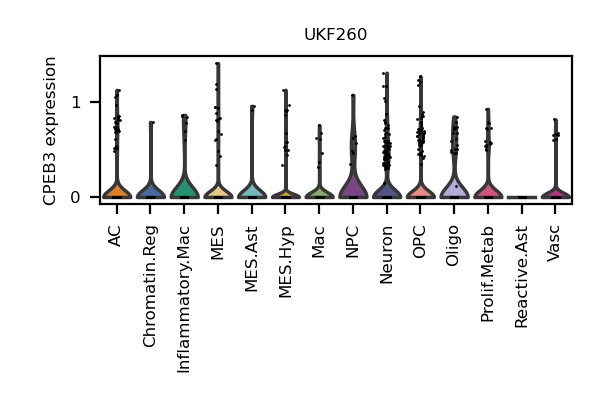 UKF260
CPEB3 expression
1
0
AC
Chromatin.Reg
Inflammatory.Mac
MES
MES.Ast
MES.Hyp
Mac
NPC
Neuron
OPC
Oligo
Prolif.Metab
Reactive.Ast
Vasc